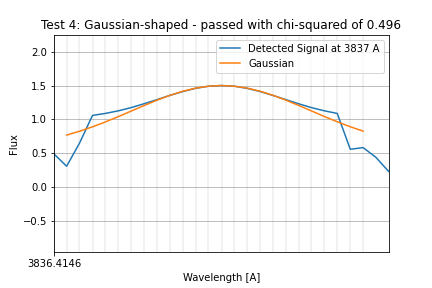 Test 4: Gaussian-shaped - passed with chi-squared of 0.496
Detected Signal at 3837 A
Gaussian
2.0
1.5
1.0
0.5
0.0
−0.5
Flux
3836.4146
Wavelength [A]